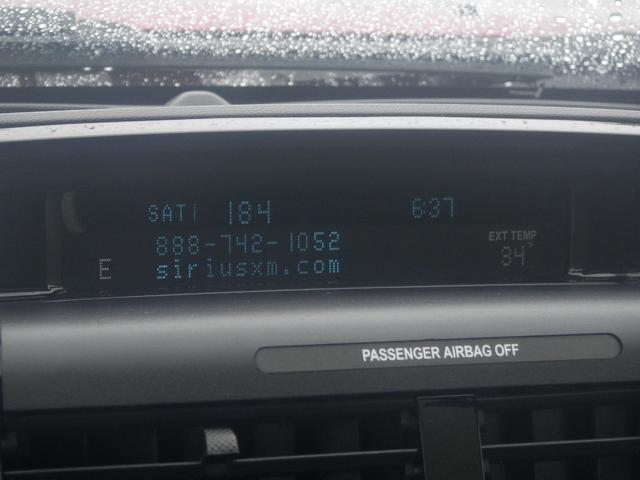 SAT1 184 6:37
888-742-1052
EXT TEMP
E siriusxm.com 34°F
PASSENGER AIRBAG OFF